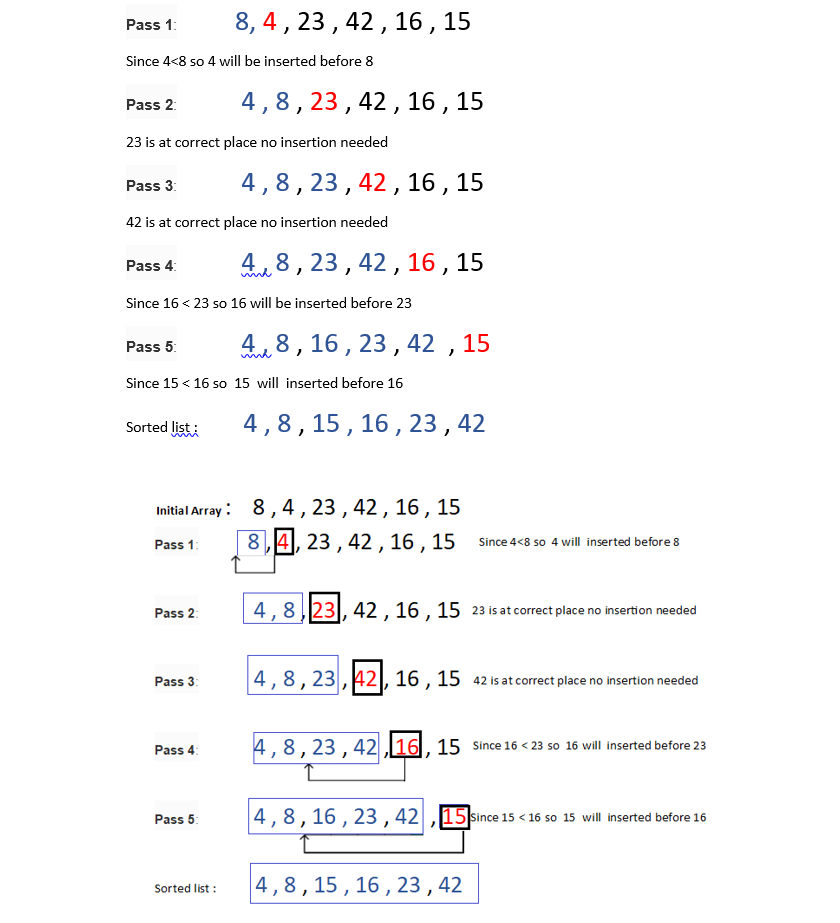 Pass 1: 8, 4 , 23 , 42 , 16 , 15
Since 4<8 so 4 will be inserted before 8
Pass 2: 4 , 8 , 23 , 42 , 16 , 15
23 is at correct place no insertion needed
Pass 3: 4 , 8 , 23 , 42 , 16 , 15
42 is at correct place no insertion needed
Pass 4: 4 , 8 , 23 , 42 , 16 , 15
Since 16 < 23 so 16 will be inserted before 23
Pass 5: 4 , 8 , 16 , 23 , 42 , 15
Since 15 < 16 so 15 will inserted before 16
Sorted list : 4 , 8 , 15 , 16 , 23 , 42
Initial Array : 8 , 4 , 23 , 42 , 16 , 15
Pass 1: 8 , 4 , 23 , 42 , 16 , 15 Since 4<8 so 4 will inserted before 8
Pass 2: 4 , 8 , 23 , 42 , 16 , 15 23 is at correct place no insertion needed
Pass 3: 4 , 8 , 23 , 42 , 16 , 15 42 is at correct place no insertion needed
Pass 4: 4 , 8 , 23 , 42 , 16 , 15 Since 16 < 23 so 16 will inserted before 23
Pass 5: 4 , 8 , 16 , 23 , 42 , 15 Since 15 < 16 so 15 will inserted before 16
Sorted list : 4 , 8 , 15 , 16 , 23 , 42